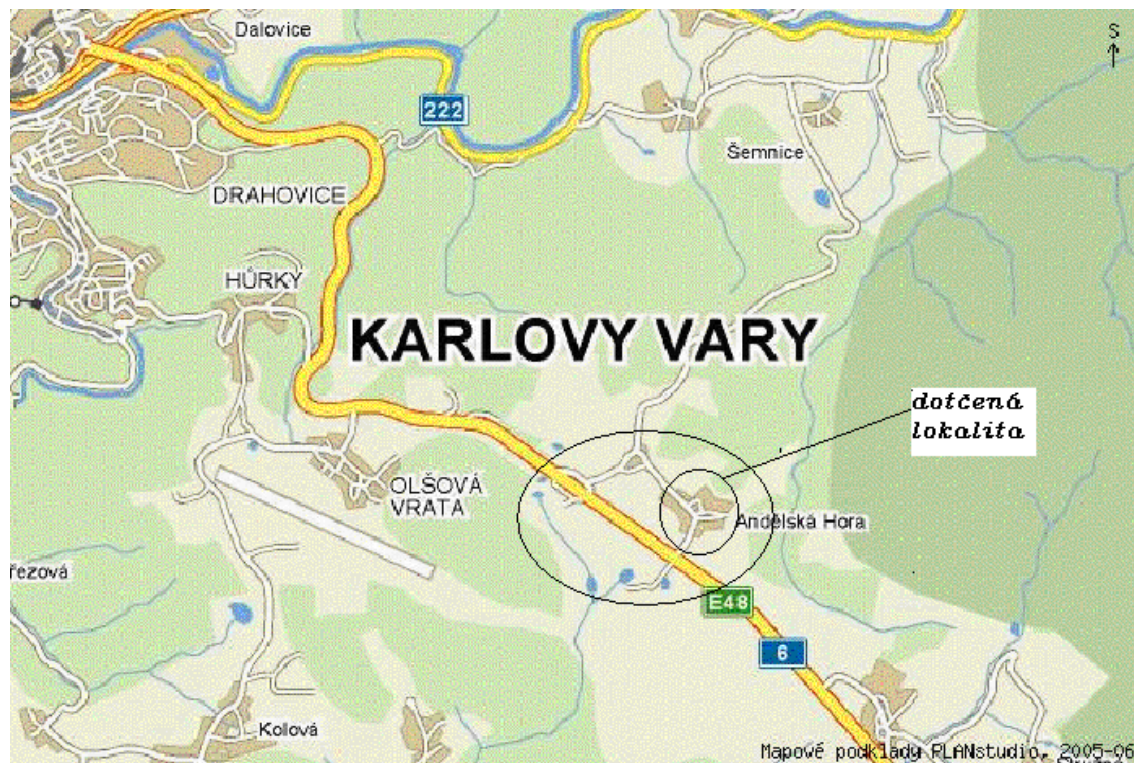 Dalovice
S
222
Šemnice
DRAHOVICE
HŮRKY
KARLOVY VARY
dotčená
lokalita
OLŠOVÁ
VRATA
Andělská Hora
řezová
E48
6
Kolová
Mapové podklady PLANstudio, 2005-06